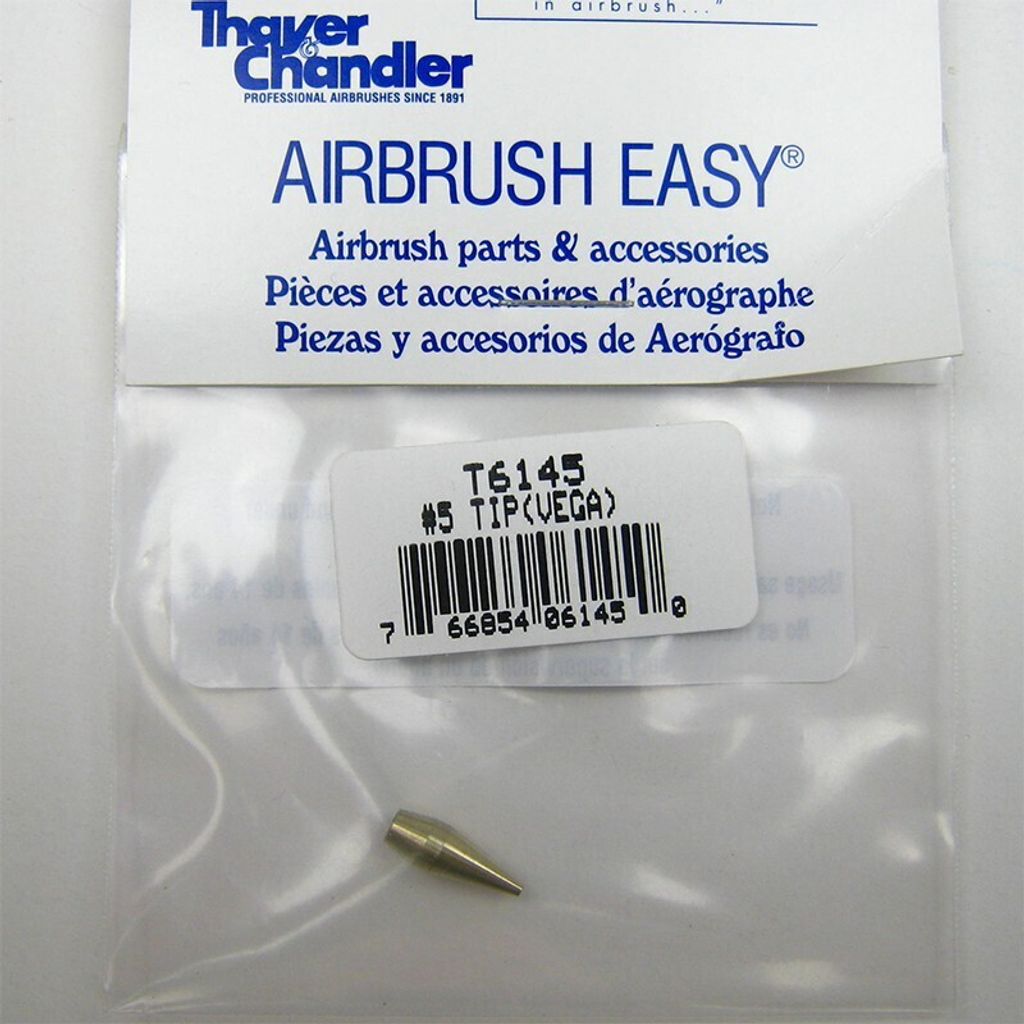 in airbrush..."
Thayer & Chandler
PROFESSIONAL AIRBRUSHES SINCE 1891
AIRBRUSH EASY®
Airbrush parts & accessories
Pièces et accessoires d'aérographe
Piezas y accesorios de Aerógrafo
T6145
#5 TIP(VEGA)
7 66854 06145 0